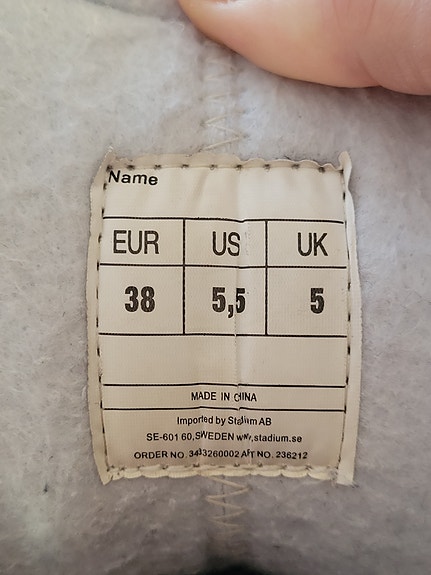 Name
EUR US UK
38 5,5 5
MADE IN CHINA
Imported by Stadium AB
SE-601 60, SWEDEN www.stadium.se
ORDER NO. 3433260002 ART NO. 236212